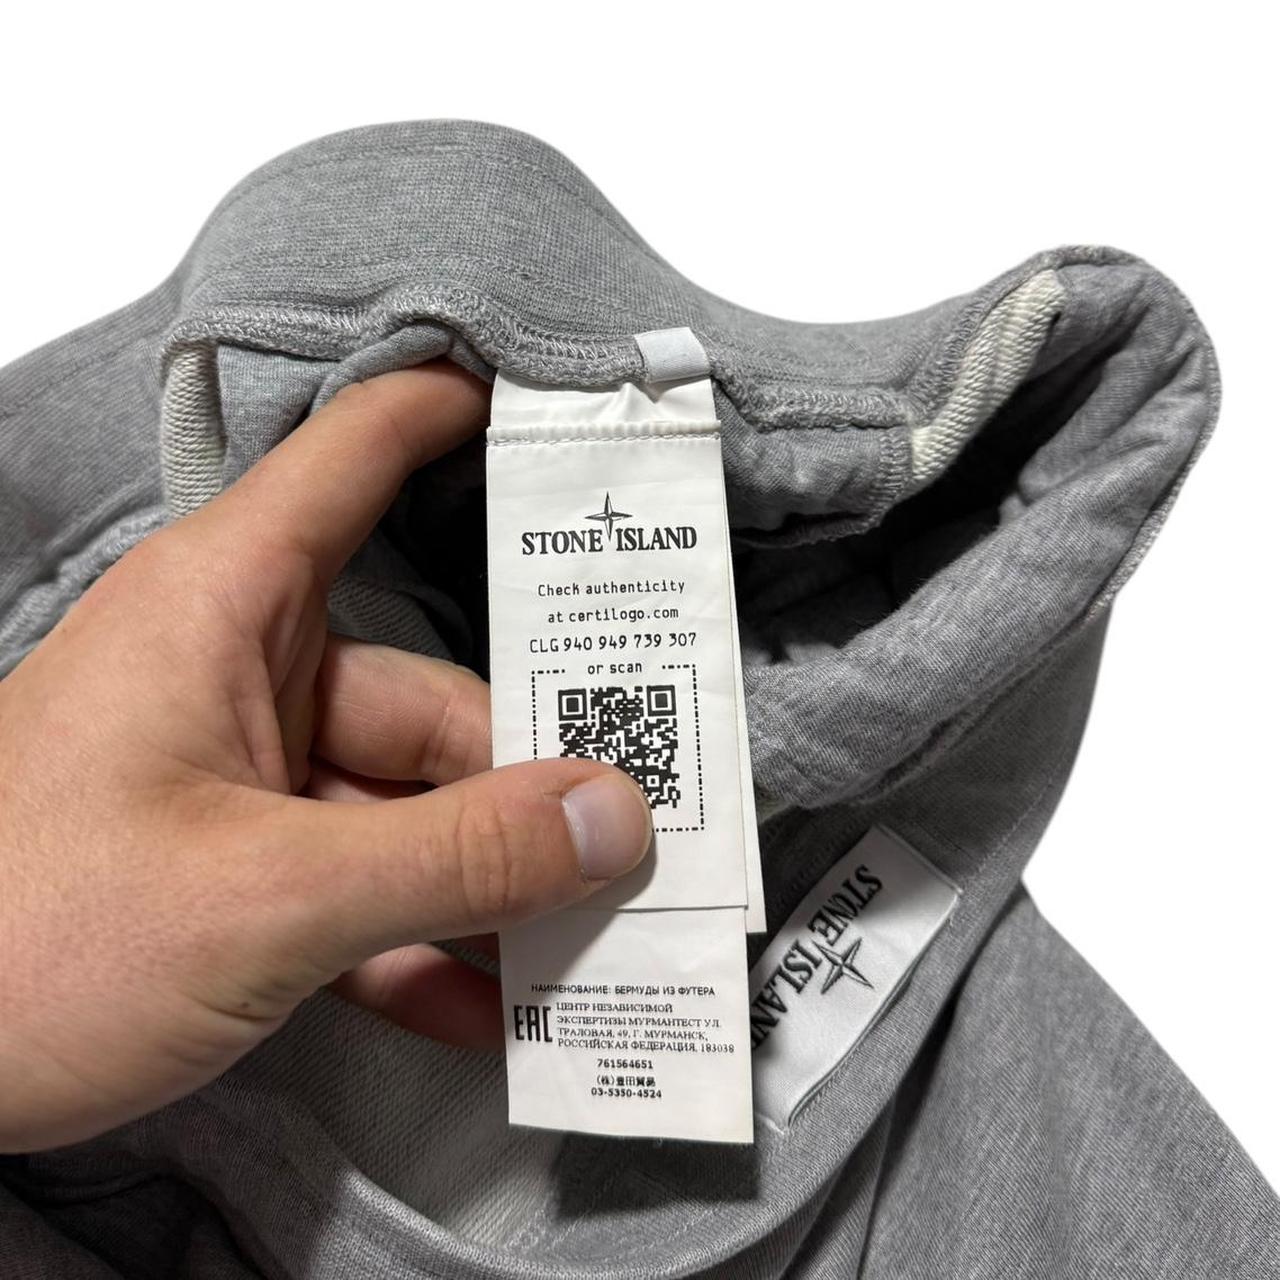 STONE ISLAND
Check authenticity
at certilogo.com
CLG 940 949 739 307
or scan
НАИМЕНОВАНИЕ: БЕРМУДЫ ИЗ ФУТЕРА
EAC
ЦЕНТР НЕЗАВИСИМОЙ
ЭКСПЕРТИЗЫ МУРМАНТЕСТ УЛ.
ТРАЛОВАЯ, 49, Г. МУРМАНСК,
РОССИЙСКАЯ ФЕДЕРАЦИЯ, 183038
761564651
(株)豊田貿易
03-5350-4524
STONE ISLAND